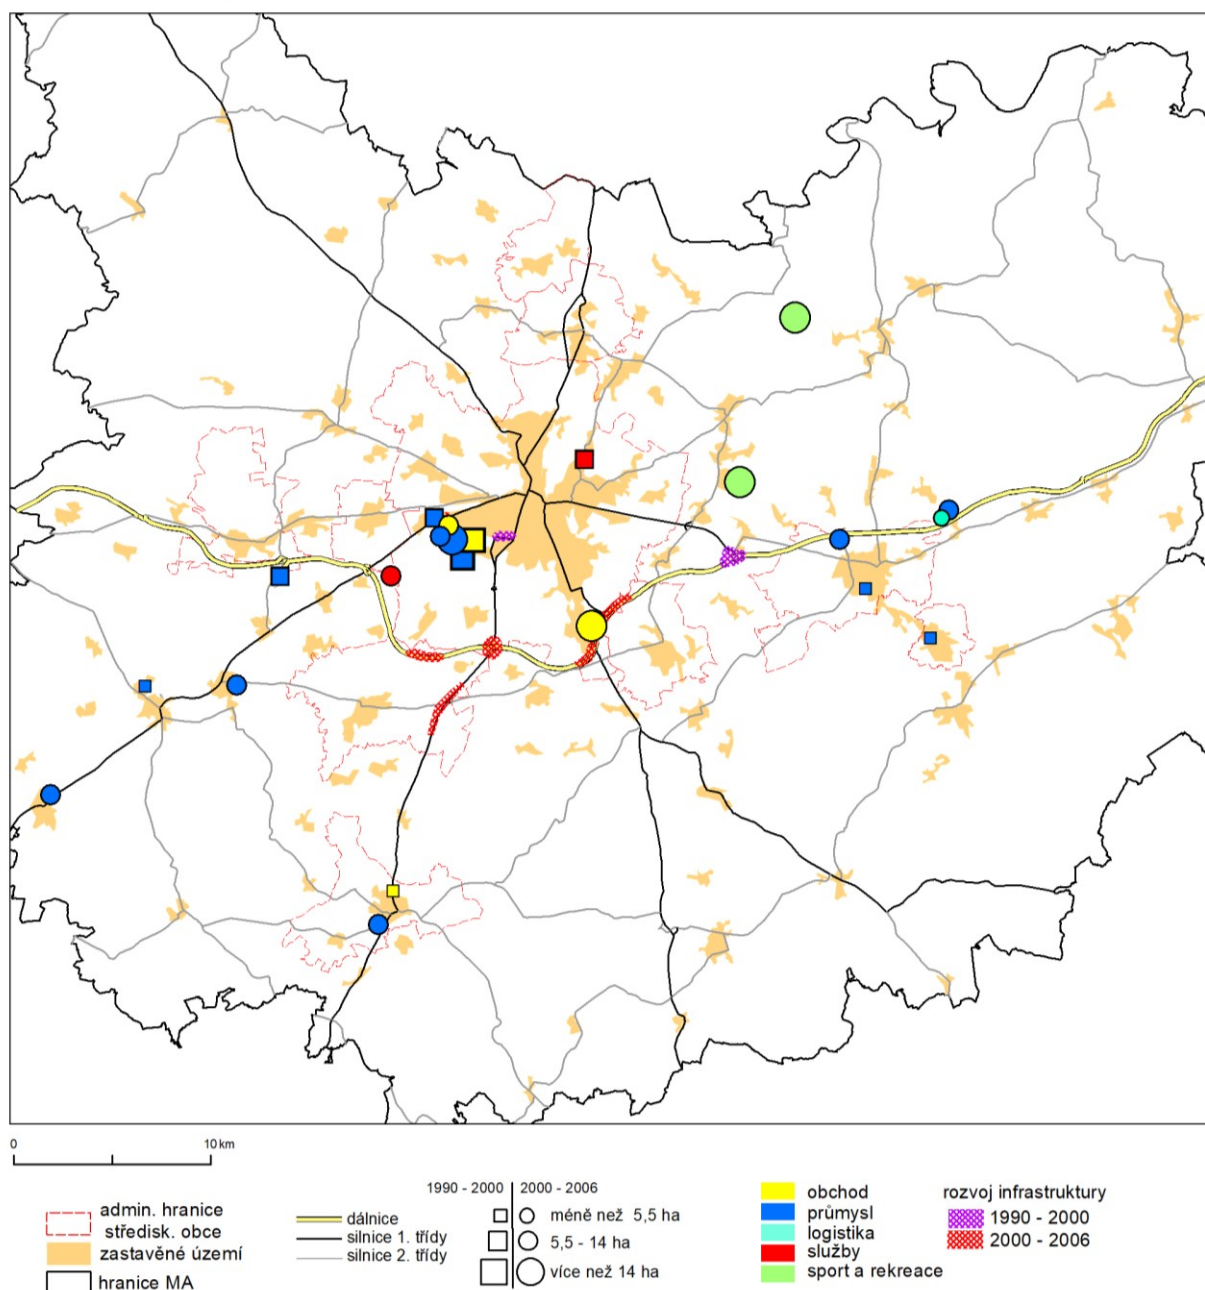 0 10 km
admin. hranice
středisk. obce
zastavěné území
hranice MA
dálnice
silnice 1. třídy
silnice 2. třídy
1990 - 2000 2000 - 2006
méně než 5,5 ha
5,5 - 14 ha
více než 14 ha
obchod
průmysl
logistika
služby
sport a rekreace
rozvoj infrastruktury
1990 - 2000
2000 - 2006